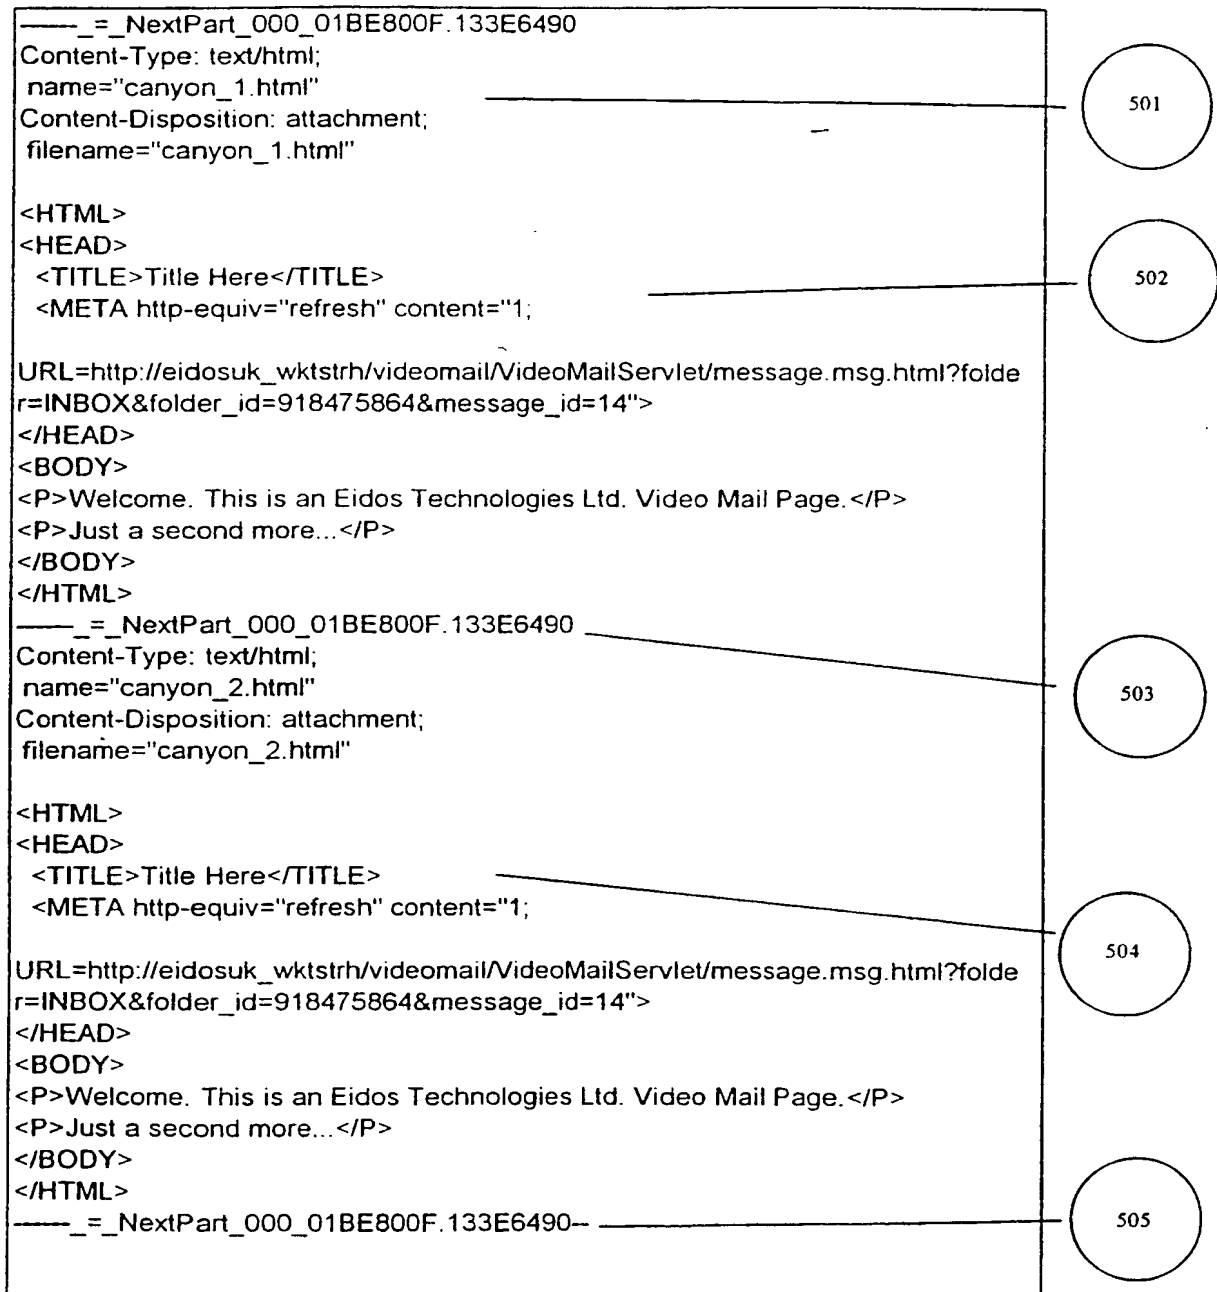 ------_=_NextPart_000_01BE800F.133E6490
Content-Type: text/html;
name="canyon_1.html"
501
Content-Disposition: attachment;
filename="canyon_1.html"
<HTML>
<HEAD>
<TITLE>Title Here</TITLE>
502
<META http-equiv="refresh" content="1;
URL=http://eidosuk_wktstrh/videomail/VideoMailServlet/message.msg.html?folde
r=INBOX&folder_id=918475864&message_id=14">
</HEAD>
<BODY>
<P>Welcome. This is an Eidos Technologies Ltd. Video Mail Page.</P>
<P>Just a second more...</P>
</BODY>
</HTML>
------_=_NextPart_000_01BE800F.133E6490
Content-Type: text/html;
name="canyon_2.html"
503
Content-Disposition: attachment;
filename="canyon_2.html"
<HTML>
<HEAD>
<TITLE>Title Here</TITLE>
<META http-equiv="refresh" content="1;
504
URL=http://eidosuk_wktstrh/videomail/VideoMailServlet/message.msg.html?folde
r=INBOX&folder_id=918475864&message_id=14">
</HEAD>
<BODY>
<P>Welcome. This is an Eidos Technologies Ltd. Video Mail Page.</P>
<P>Just a second more...</P>
</BODY>
</HTML>
------_=_NextPart_000_01BE800F.133E6490--
505